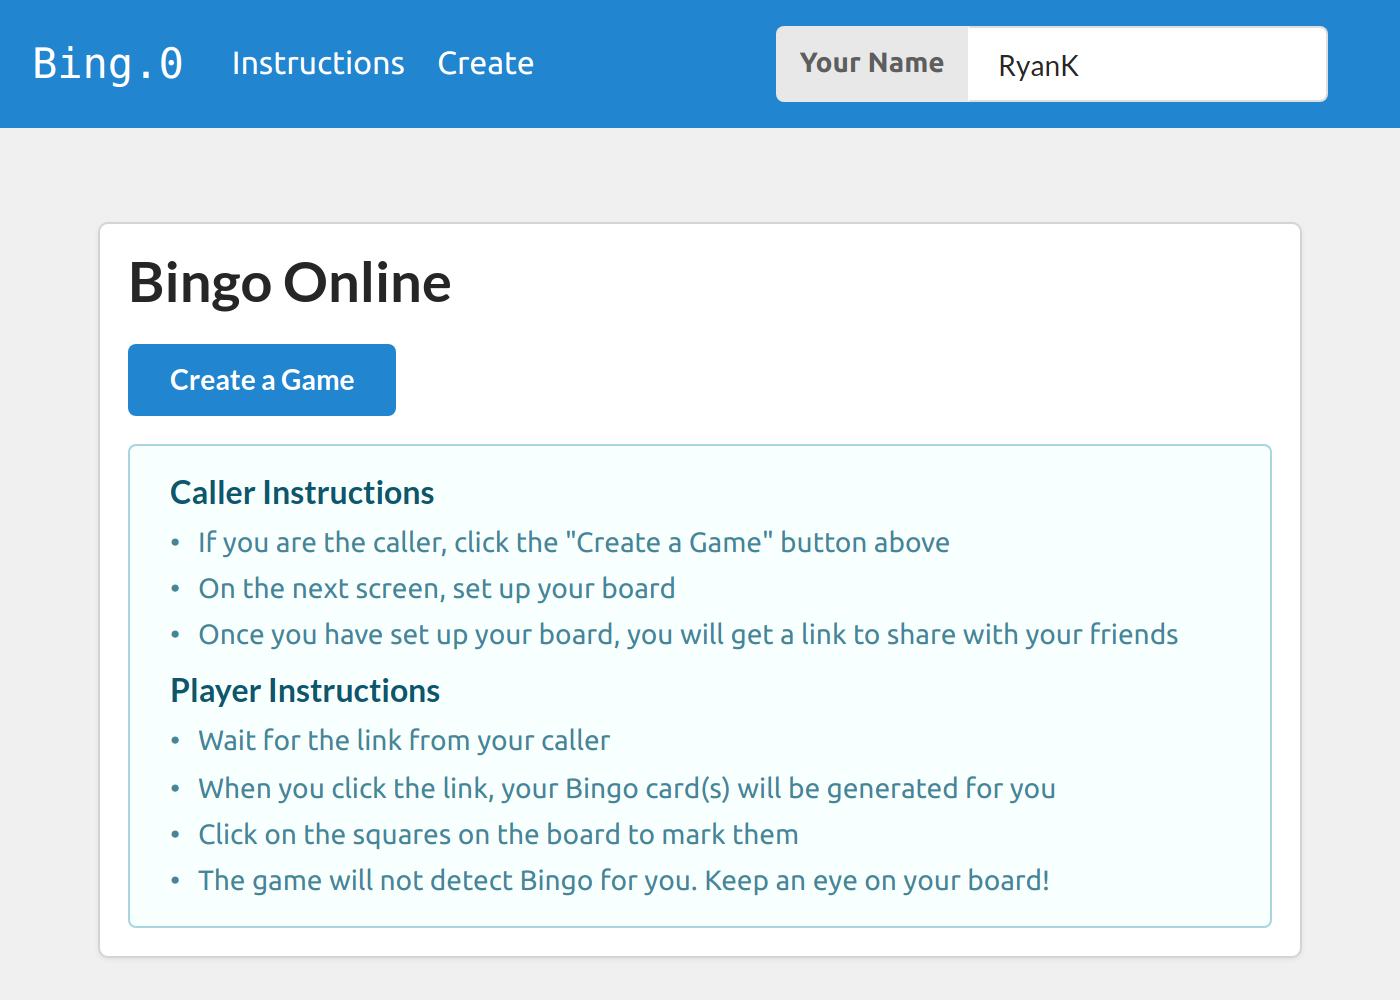 Bing.0 Instructions Create Your Name RyanK
Bingo Online
Create a Game
Caller Instructions
• If you are the caller, click the "Create a Game" button above
• On the next screen, set up your board
• Once you have set up your board, you will get a link to share with your friends
Player Instructions
• Wait for the link from your caller
• When you click the link, your Bingo card(s) will be generated for you
• Click on the squares on the board to mark them
• The game will not detect Bingo for you. Keep an eye on your board!